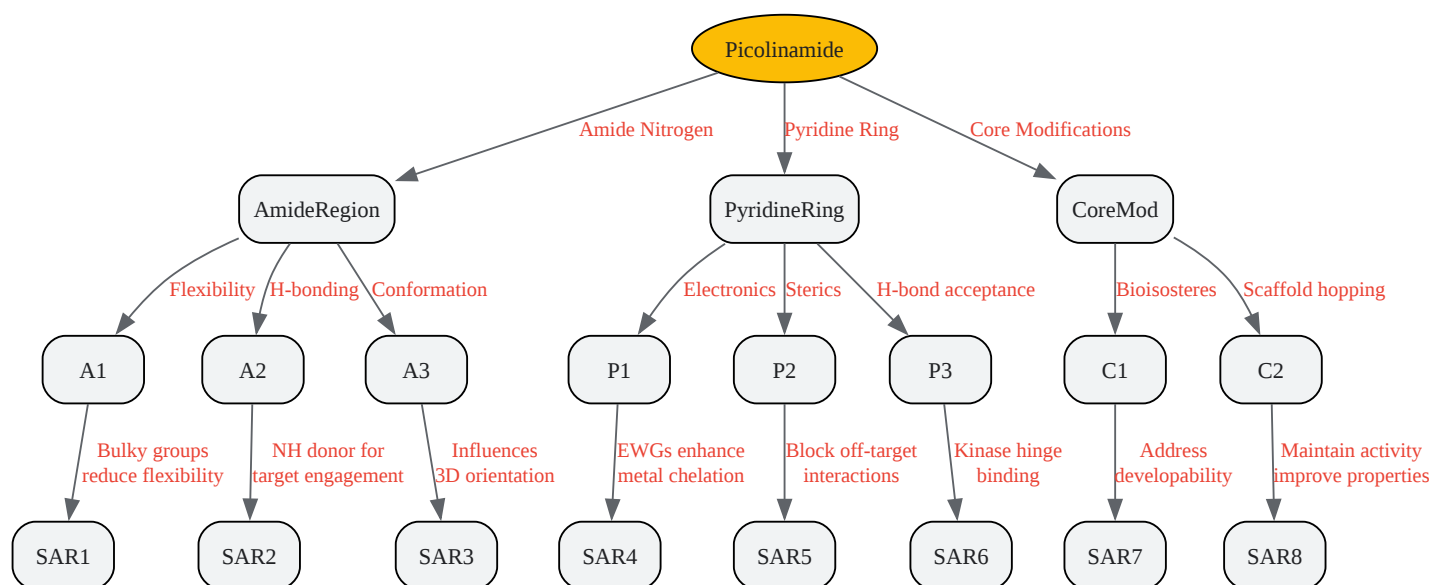 Picolinamide
Amide Nitrogen
Pyridine Ring
Core Modifications
AmideRegion
PyridineRing
CoreMod
Flexibility
H-bonding
Conformation
Electronics
Sterics
H-bond acceptance
Bioisosteres
Scaffold hopping
A1
A2
A3
P1
P2
P3
C1
C2
Bulky groups
reduce flexibility
NH donor for
target engagement
Influences
3D orientation
EWGs enhance
metal chelation
Block off-target
interactions
Kinase hinge
binding
Address
developability
Maintain activity
improve properties
SAR1
SAR2
SAR3
SAR4
SAR5
SAR6
SAR7
SAR8